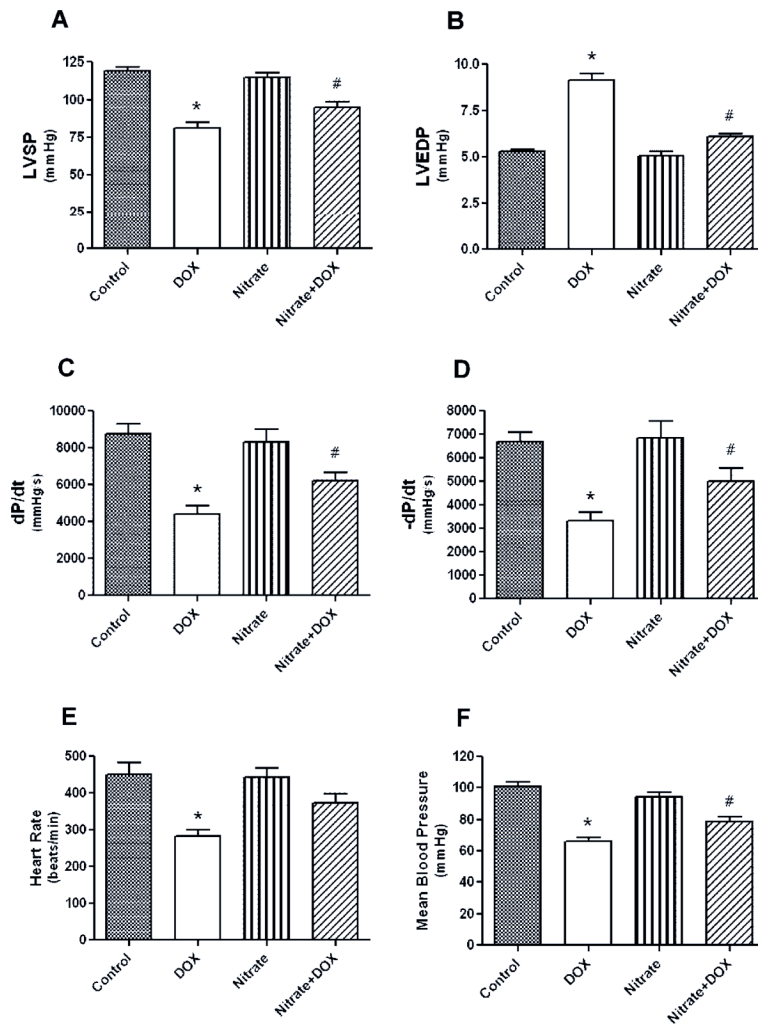 A
LVSP
(mmHg)
125
100
75
50
25
0
*
#
Control
DOX
Nitrate
Nitrate+DOX
B
LVEDP
(mmHg)
10.0
7.5
5.0
2.5
0.0
*
#
Control
DOX
Nitrate
Nitrate+DOX
C
dP/dt
(mmHg/s)
10000
8000
6000
4000
2000
0
*
#
Control
DOX
Nitrate
Nitrate+DOX
D
-dP/dt
(mmHg/s)
8000
7000
6000
5000
4000
3000
2000
1000
0
*
#
Control
DOX
Nitrate
Nitrate+DOX
E
Heart Rate
(beats/min)
500
400
300
200
100
0
*
Control
DOX
Nitrate
Nitrate+DOX
F
Mean Blood Pressure
(mmHg)
120
100
80
60
40
20
0
*
#
Control
DOX
Nitrate
Nitrate+DOX